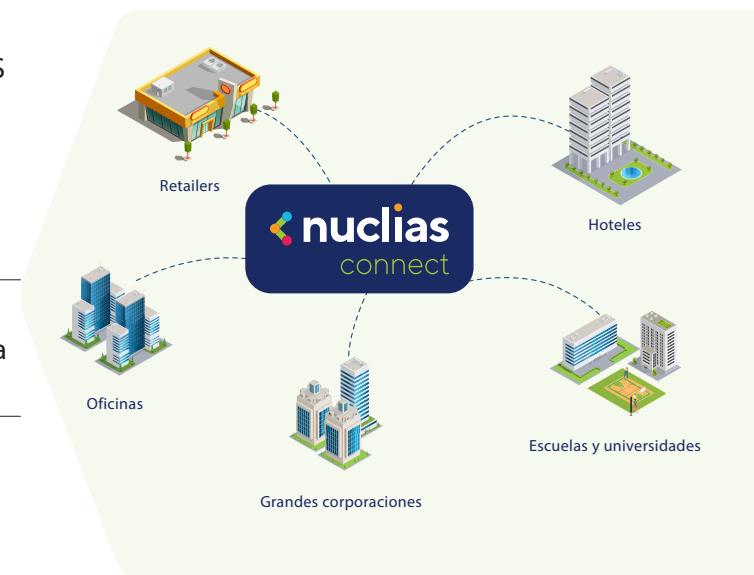 S
Retailers
Hoteles
nuclias
connect
a
Oficinas
Escuelas y universidades
Grandes corporaciones